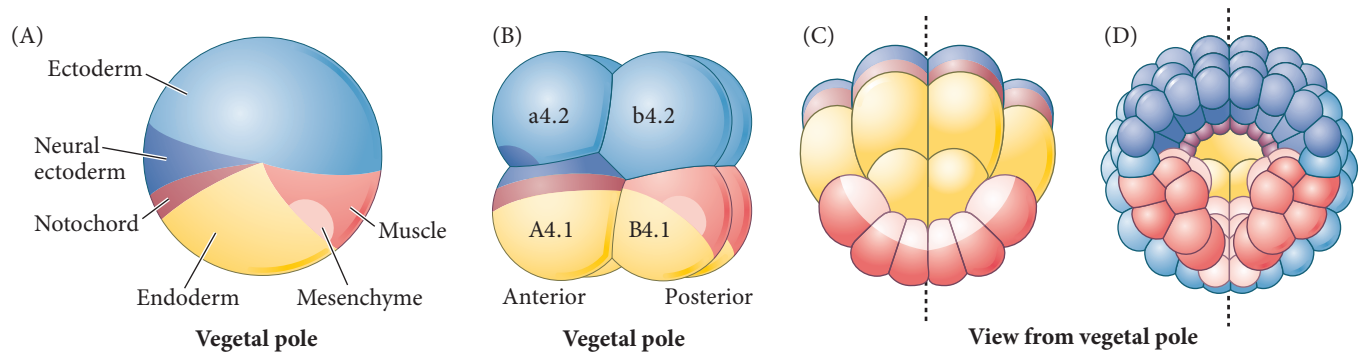 (A)
Ectoderm
Neural
ectoderm
Notochord
Endoderm
Mesenchyme
Muscle
Vegetal pole
(B)
a4.2
b4.2
A4.1
B4.1
Anterior
Posterior
Vegetal pole
(C)
(D)
View from vegetal pole